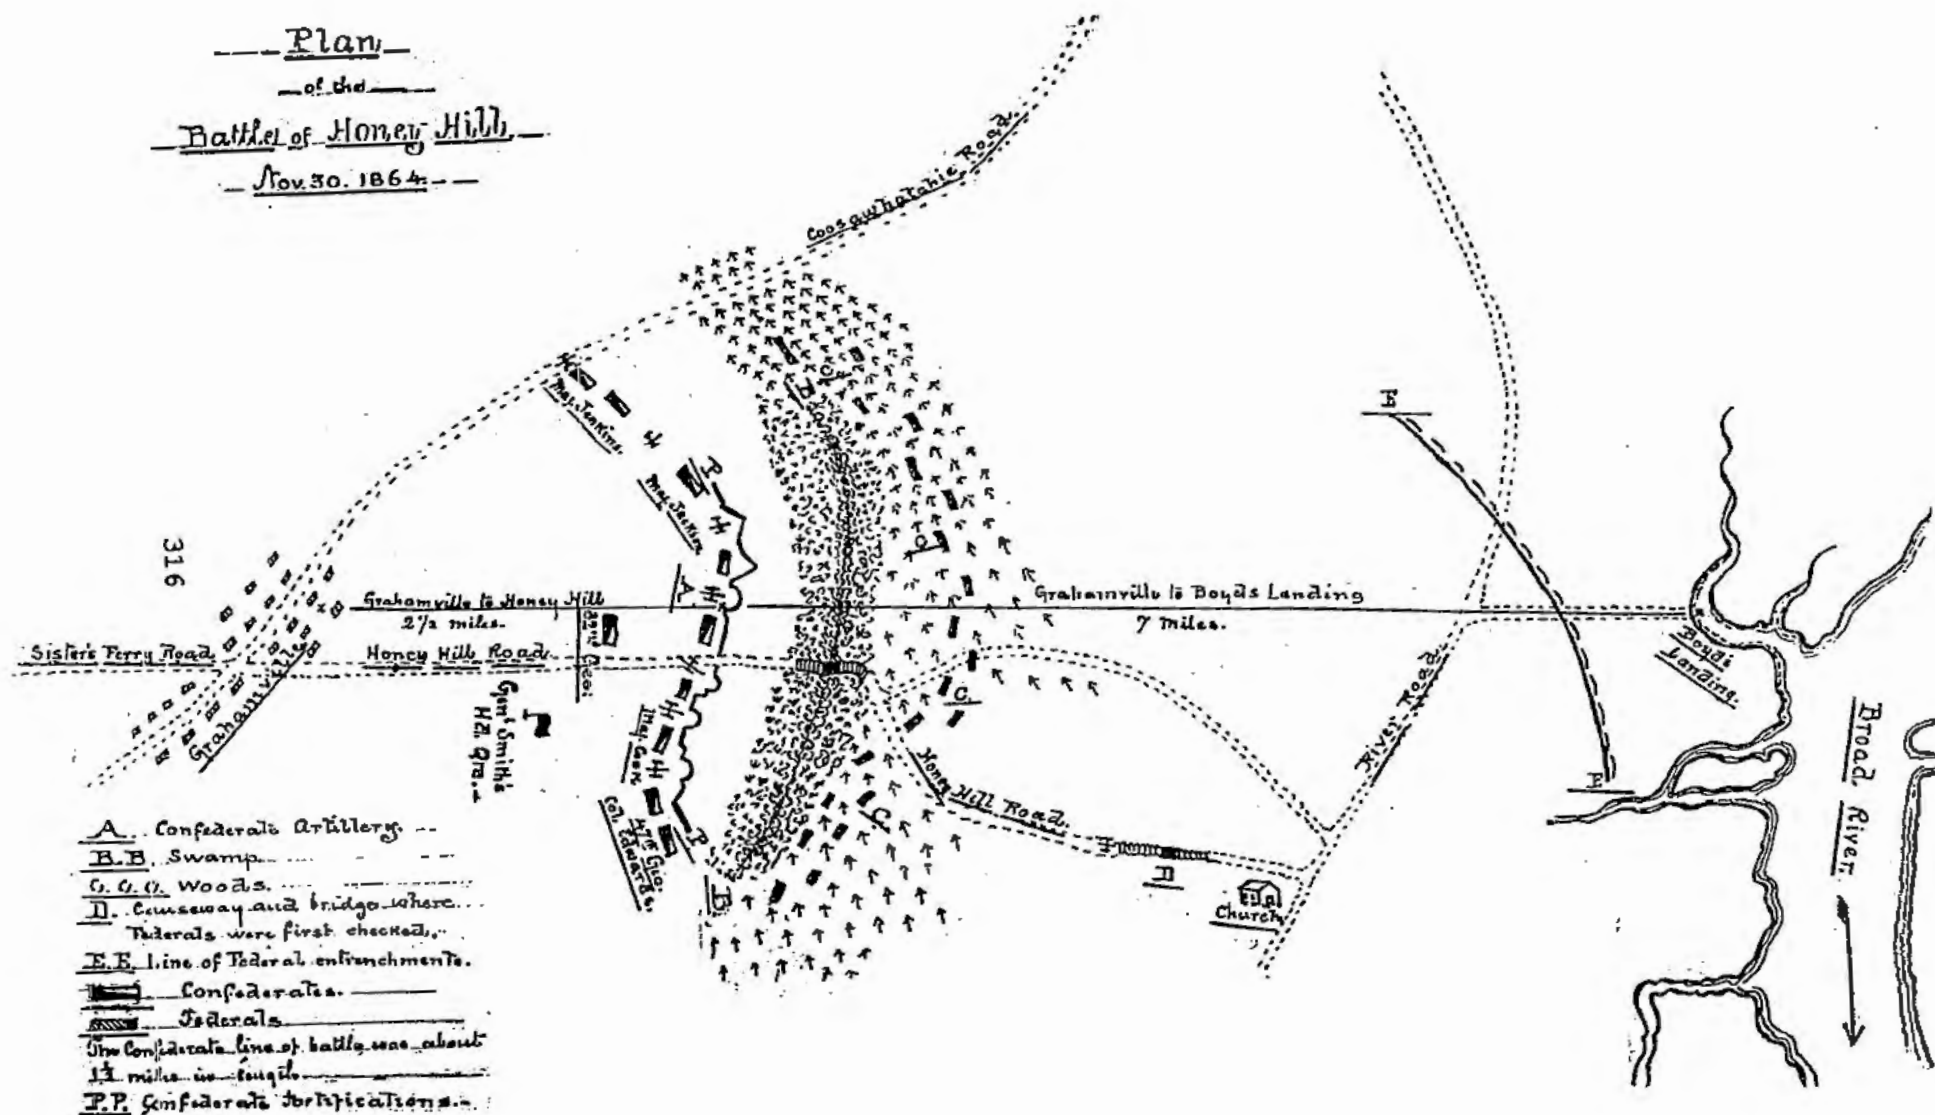 Plan
of the
Battle of Honey Hill
Nov. 30. 1864.
Coosawhatchie Road.
Maj. Jenkins.
P.
Maj. Jackson
A.
B
C.
E
316
Grahamville to Honey Hill
2 1/2 miles.
Grahamville to Boyds Landing
7 miles.
Sister's Ferry Road
Honey Hill Road
Grahamville
Genl Smith's
Hd. Qrs.
Maj. Cook
47th Geo.
Col. Edwards.
P
B
C.
C.
Honey Hill Road.
D
Church
River Road
E
Boyds
Landing.
Broad River
A. Confederate Artillery.
B.B. Swamp
C.C.C. Woods.
D. Causeway and bridge where
Federals were first checked.
E.E. Line of Federal entrenchments.
Confederates.
Federals
The Confederate line of battle was about
miles in length
P.P. Confederate fortifications.